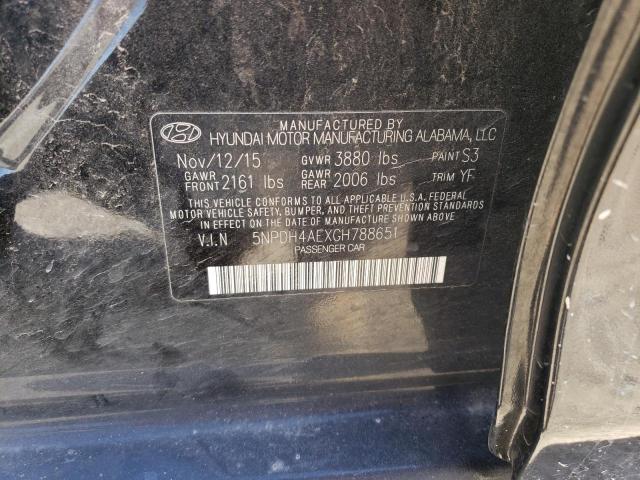 MANUFACTURED BY
HYUNDAI MOTOR MANUFACTURING ALABAMA, LLC
Nov/12/15 GVWR 3880 lbs PAINT S3
GAWR FRONT 2161 lbs GAWR REAR 2006 lbs TRIM YF
THIS VEHICLE CONFORMS TO ALL APPLICABLE U.S.A. FEDERAL
MOTOR VEHICLE SAFETY, BUMPER, AND THEFT PREVENTION STANDARDS
IN EFFECT ON THE DATE OF MANUFACTURE SHOWN ABOVE.
V.I.N 5NPDH4AEXGH788651
PASSENGER CAR